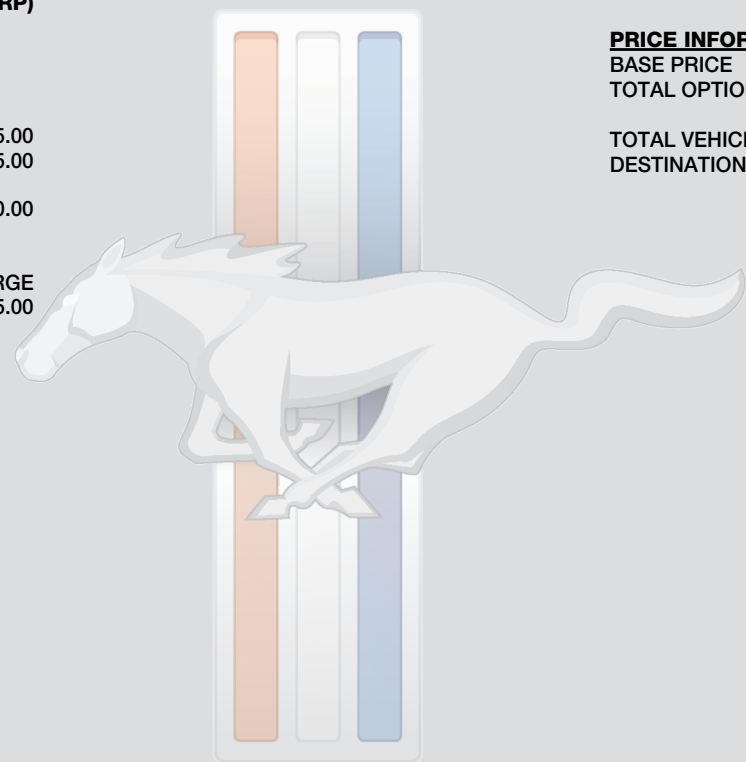 RP)
5.00
5.00
0.00
RGE
5.00
PRICE INFOR
BASE PRICE
TOTAL OPTIO
TOTAL VEHICL
DESTINATION